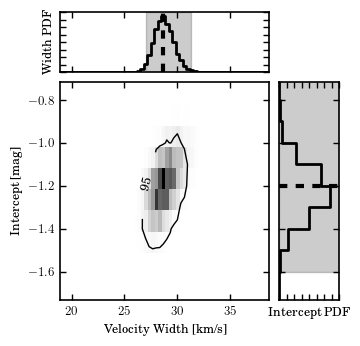 Width PDF
−0.8
−1.0
−1.2
−1.4
−1.6
Intercept [mag]
95
20
25
30
35
Velocity Width [km/s]
Intercept PDF